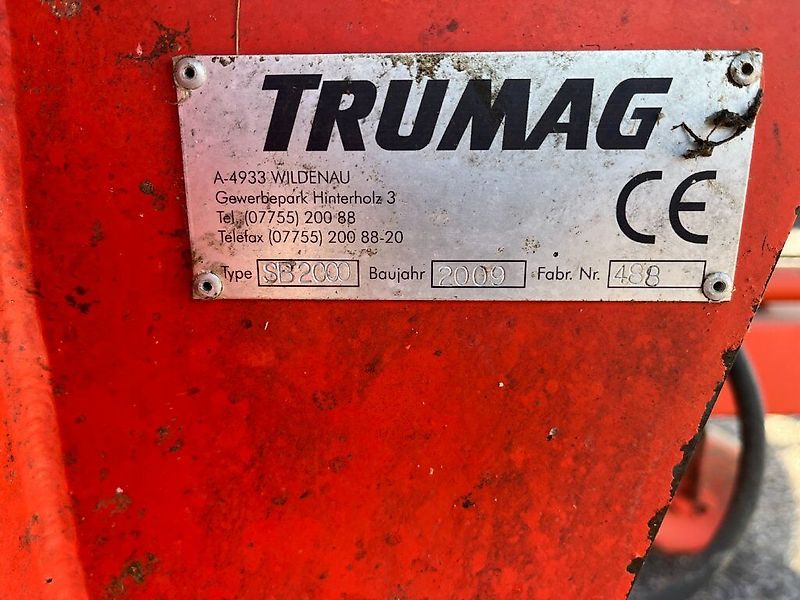 TRUMAG
A-4933 WILDENAU
Gewerbepark Hinterholz 3
Tel. (07755) 200 88
Telefax (07755) 200 88-20
CE
Type SB2000 Baujahr 2009 Fabr. Nr. 488